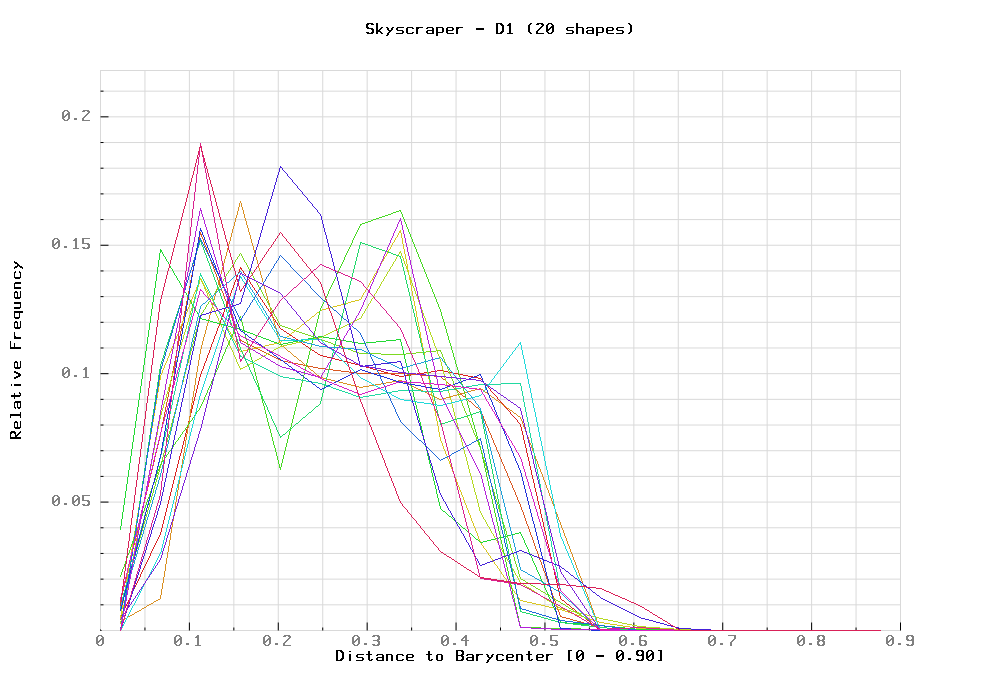 Skyscraper - D1 (20 shapes)
0.2
0.15
0.1
0.05
Relative Frequency
0 0.1 0.2 0.3 0.4 0.5 0.6 0.7 0.8 0.9
Distance to Barycenter [0 - 0.90]